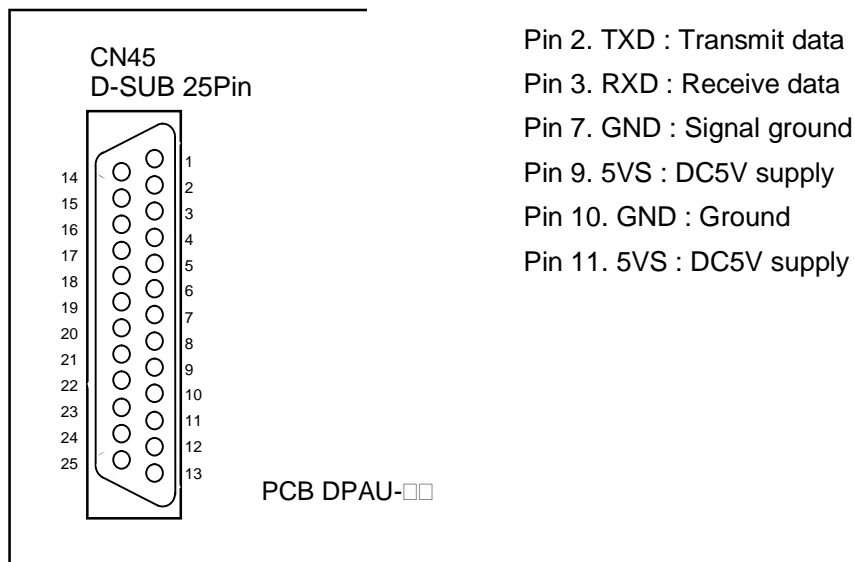 CN45
D-SUB 25Pin
14
15
16
17
18
19
20
21
22
23
24
25
1
2
3
4
5
6
7
8
9
10
11
12
13
PCB DPAU-□□
Pin 2. TXD : Transmit data
Pin 3. RXD : Receive data
Pin 7. GND : Signal ground
Pin 9. 5VS : DC5V supply
Pin 10. GND : Ground
Pin 11. 5VS : DC5V supply